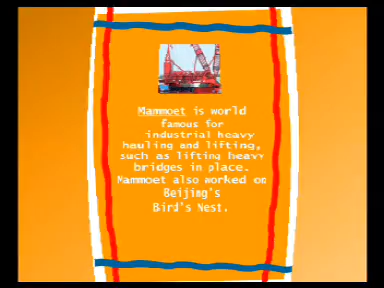 Mammoet is world
famous for
industrial heavy
hauling and lifting,
such as lifting heavy
bridges in place.
Mammoet also worked on
Beijing's
Bird's Nest.